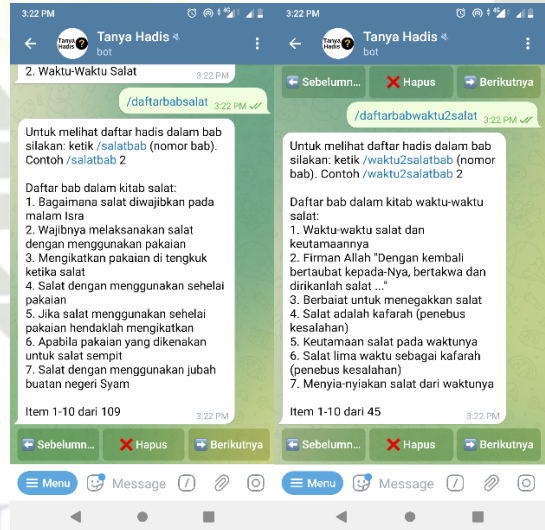 3:22 PM
4G
Tanya Hadis
Tanya Hadis
bot
2. Waktu-Waktu Salat
3:22 PM
/daftarbabsalat 3:22 PM
Untuk melihat daftar hadis dalam bab
silakan: ketik /salatbab (nomor bab).
Contoh /salatbab 2
Daftar bab dalam kitab salat:
1. Bagaimana salat diwajibkan pada
malam Isra
2. Wajibnya melaksanakan salat
dengan menggunakan pakaian
3. Mengikatkan pakaian di tengkuk
ketika salat
4. Salat dengan menggunakan sehelai
pakaian
5. Jika salat menggunakan sehelai
pakaian hendaklah mengikatkan
6. Apabila pakaian yang dikenakan
untuk salat sempit
7. Salat dengan menggunakan jubah
buatan negeri Syam
Item 1-10 dari 109
3:22 PM
Sebelumn... Hapus Berikutnya
Menu Message
3:22 PM
4G
Tanya Hadis
Tanya Hadis
bot
Sebelumn... Hapus Berikutnya
/daftarbabwaktu2salat 3:22 PM
Untuk melihat daftar hadis dalam bab
silakan: ketik /waktu2salatbab (nomor
bab). Contoh /waktu2salatbab 2
Daftar bab dalam kitab waktu-waktu
salat:
1. Waktu-waktu salat dan
keutamaannya
2. Firman Allah "Dengan kembali
bertaubat kepada-Nya, bertakwa dan
dirikanlah salat ..."
3. Berbaiat untuk menegakkan salat
4. Salat adalah kafarah (penebus
kesalahan)
5. Keutamaan salat pada waktunya
6. Salat lima waktu sebagai kafarah
(penebus kesalahan)
7. Menyia-nyiakan salat dari waktunya
Item 1-10 dari 45
3:22 PM
Sebelumn... Hapus Berikutnya
Menu Message